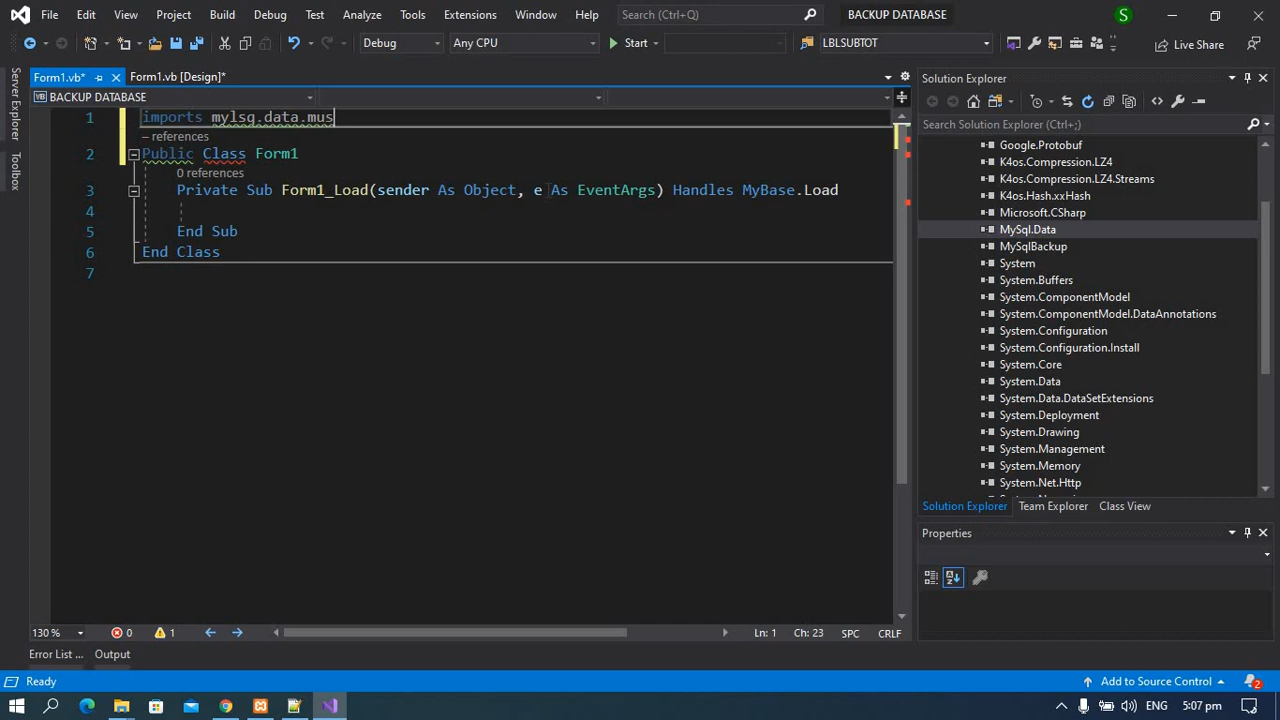 File Edit View Project Build Debug Test Analyze Tools Extensions Window Help Search (Ctrl+;) BACKUP DATABASE S
Debug Any CPU Start LBLSUBTOT Live Share
Form1.vb* Form1.vb [Design]*
BACKUP DATABASE
Server Explorer
Toolbox
1 imports mylsq.data.mus
– references
2 Public Class Form1
0 references
3 Private Sub Form1_Load(sender As Object, e As EventArgs) Handles MyBase.Load
4
5 End Sub
6 End Class
7
130 % 0 1 Ln: 1 Ch: 23 SPC CRLF
Error List ... Output
Solution Explorer
Search Solution Explorer (Ctrl+;)
Google.Protobuf
K4os.Compression.LZ4
K4os.Compression.LZ4.Streams
K4os.Hash.xxHash
Microsoft.CSharp
MySql.Data
MySqlBackup
System
System.Buffers
System.ComponentModel
System.ComponentModel.DataAnnotations
System.Configuration
System.Configuration.Install
System.Core
System.Data
System.Data.DataSetExtensions
System.Deployment
System.Drawing
System.Management
System.Memory
System.Net.Http
Solution Explorer Team Explorer Class View
Properties
Ready Add to Source Control 2
ENG 5:07 pm